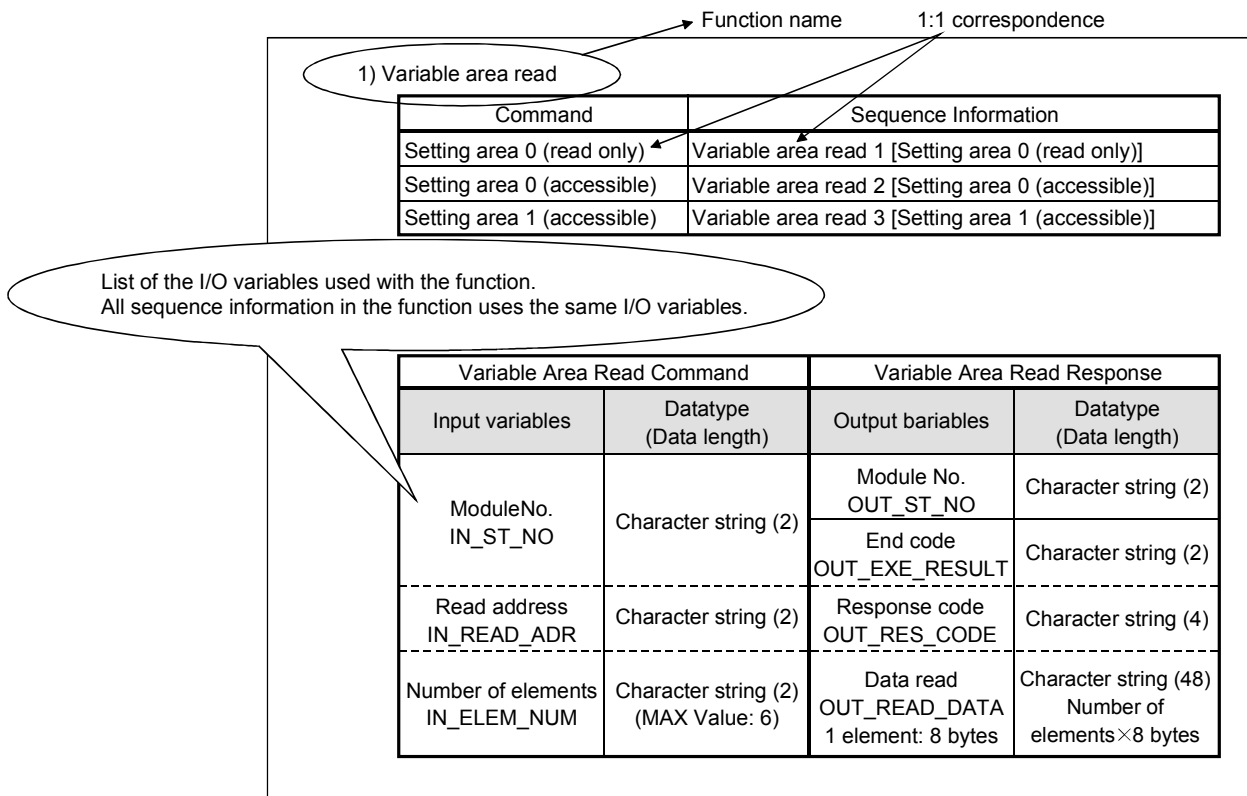 Function name
1:1 correspondence
1) Variable area read
Command
Sequence Information
Setting area 0 (read only)
Variable area read 1 [Setting area 0 (read only)]
Setting area 0 (accessible)
Variable area read 2 [Setting area 0 (accessible)]
Setting area 1 (accessible)
Variable area read 3 [Setting area 1 (accessible)]
List of the I/O variables used with the function.
All sequence information in the function uses the same I/O variables.
Variable Area Read Command
Variable Area Read Response
Input variables
Datatype
(Data length)
Output bariables
Datatype
(Data length)
ModuleNo.
IN_ST_NO
Character string (2)
Module No.
OUT_ST_NO
Character string (2)
End code
OUT_EXE_RESULT
Character string (2)
Read address
IN_READ_ADR
Character string (2)
Response code
OUT_RES_CODE
Character string (4)
Number of elements
IN_ELEM_NUM
Character string (2)
(MAX Value: 6)
Data read
OUT_READ_DATA
1 element: 8 bytes
Character string (48)
Number of
elements×8 bytes